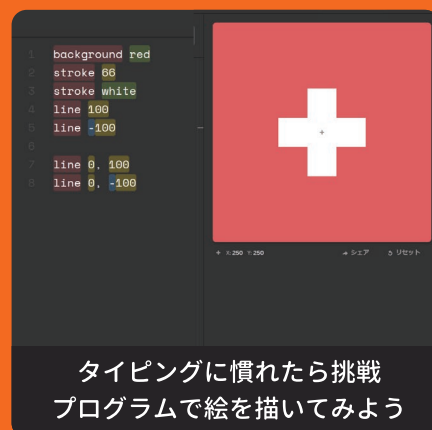 1 background red
2 stroke 66
3 stroke white
4 line 100
5 line -100
6
7 line 0, 100
8 line 0, -100
+ X: 250 Y: 250 シェア リセット
タイピングに慣れたら挑戦
プログラムで絵を描いてみよう